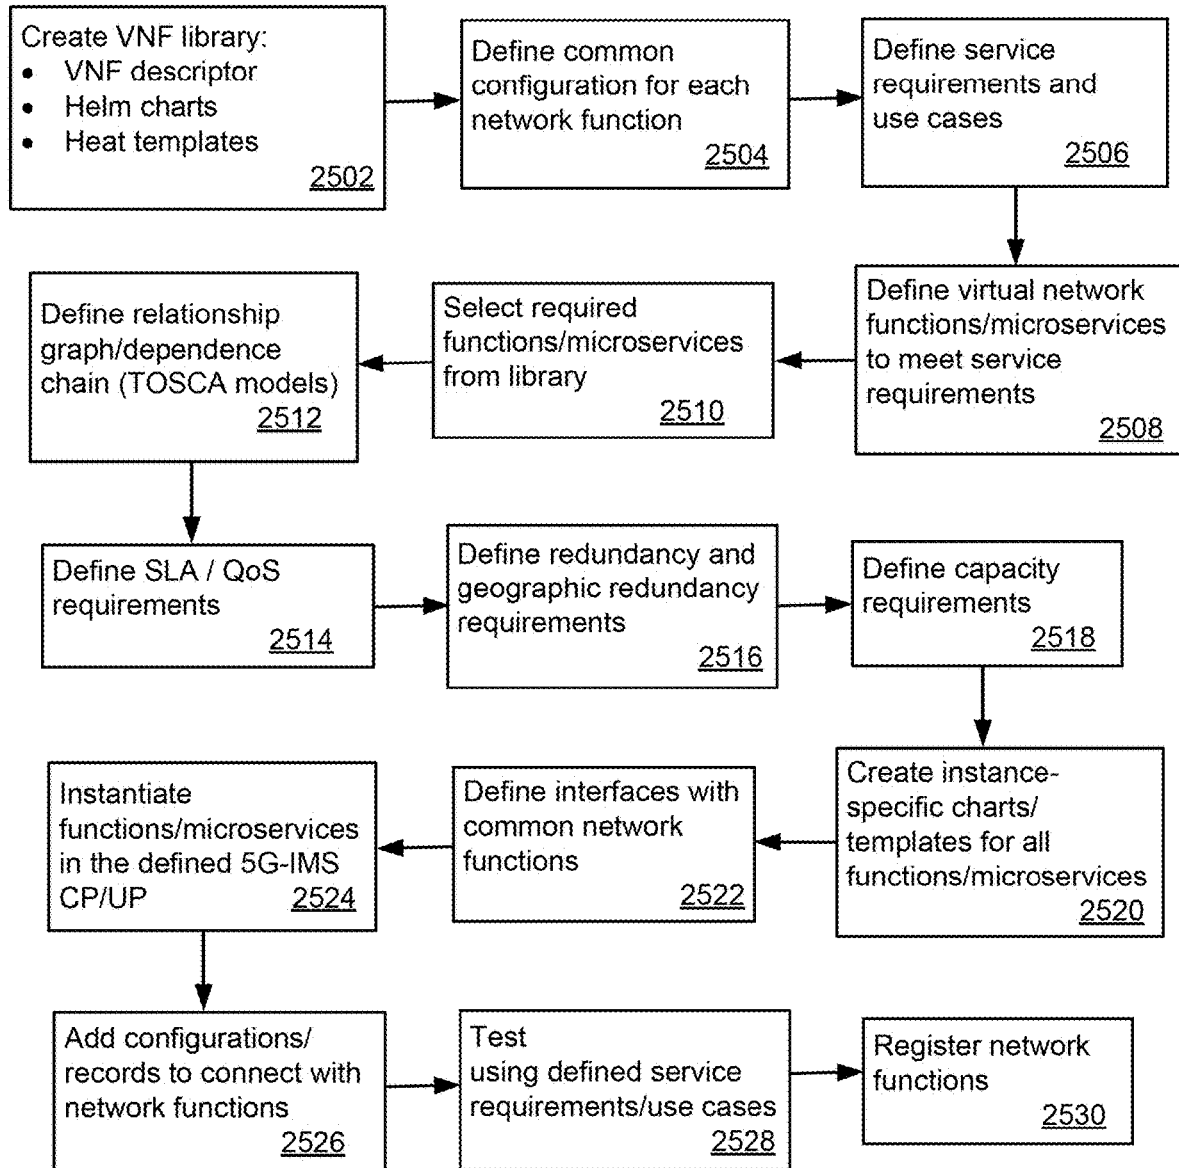 Create VNF library:
• VNF descriptor
• Helm charts
• Heat templates
2502
Define common
configuration for each
network function
2504
Define service
requirements and
use cases
2506
Define virtual network
functions/microservices
to meet service
requirements
2508
Select required
functions/microservices
from library
2510
Define relationship
graph/dependence
chain (TOSCA models)
2512
Define SLA / QoS
requirements
2514
Define redundancy and
geographic redundancy
requirements
2516
Define capacity
requirements
2518
Create instance-
specific charts/
templates for all
functions/microservices
2520
Define interfaces with
common network
functions
2522
Instantiate
functions/microservices
in the defined 5G-IMS
CP/UP
2524
Add configurations/
records to connect with
network functions
2526
Test
using defined service
requirements/use cases
2528
Register network
functions
2530